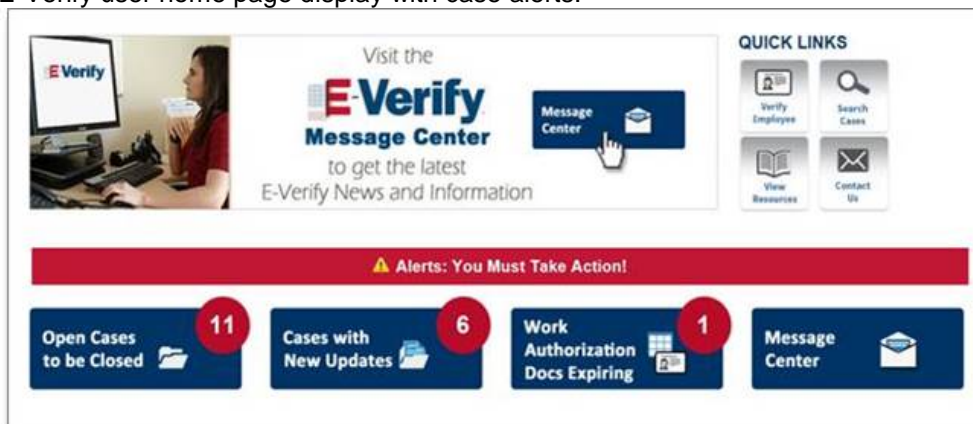 E-Verify user home page display with case alerts.
E-Verify
Visit the
E-Verify
Message Center
to get the latest
E-Verify News and Information
Message
Center
QUICK LINKS
Verify
Employee
Search
Cases
View
Resources
Contact
Us
Alerts: You Must Take Action!
Open Cases
to be Closed
11
Cases with
New Updates
6
Work
Authorization
Docs Expiring
1
Message
Center